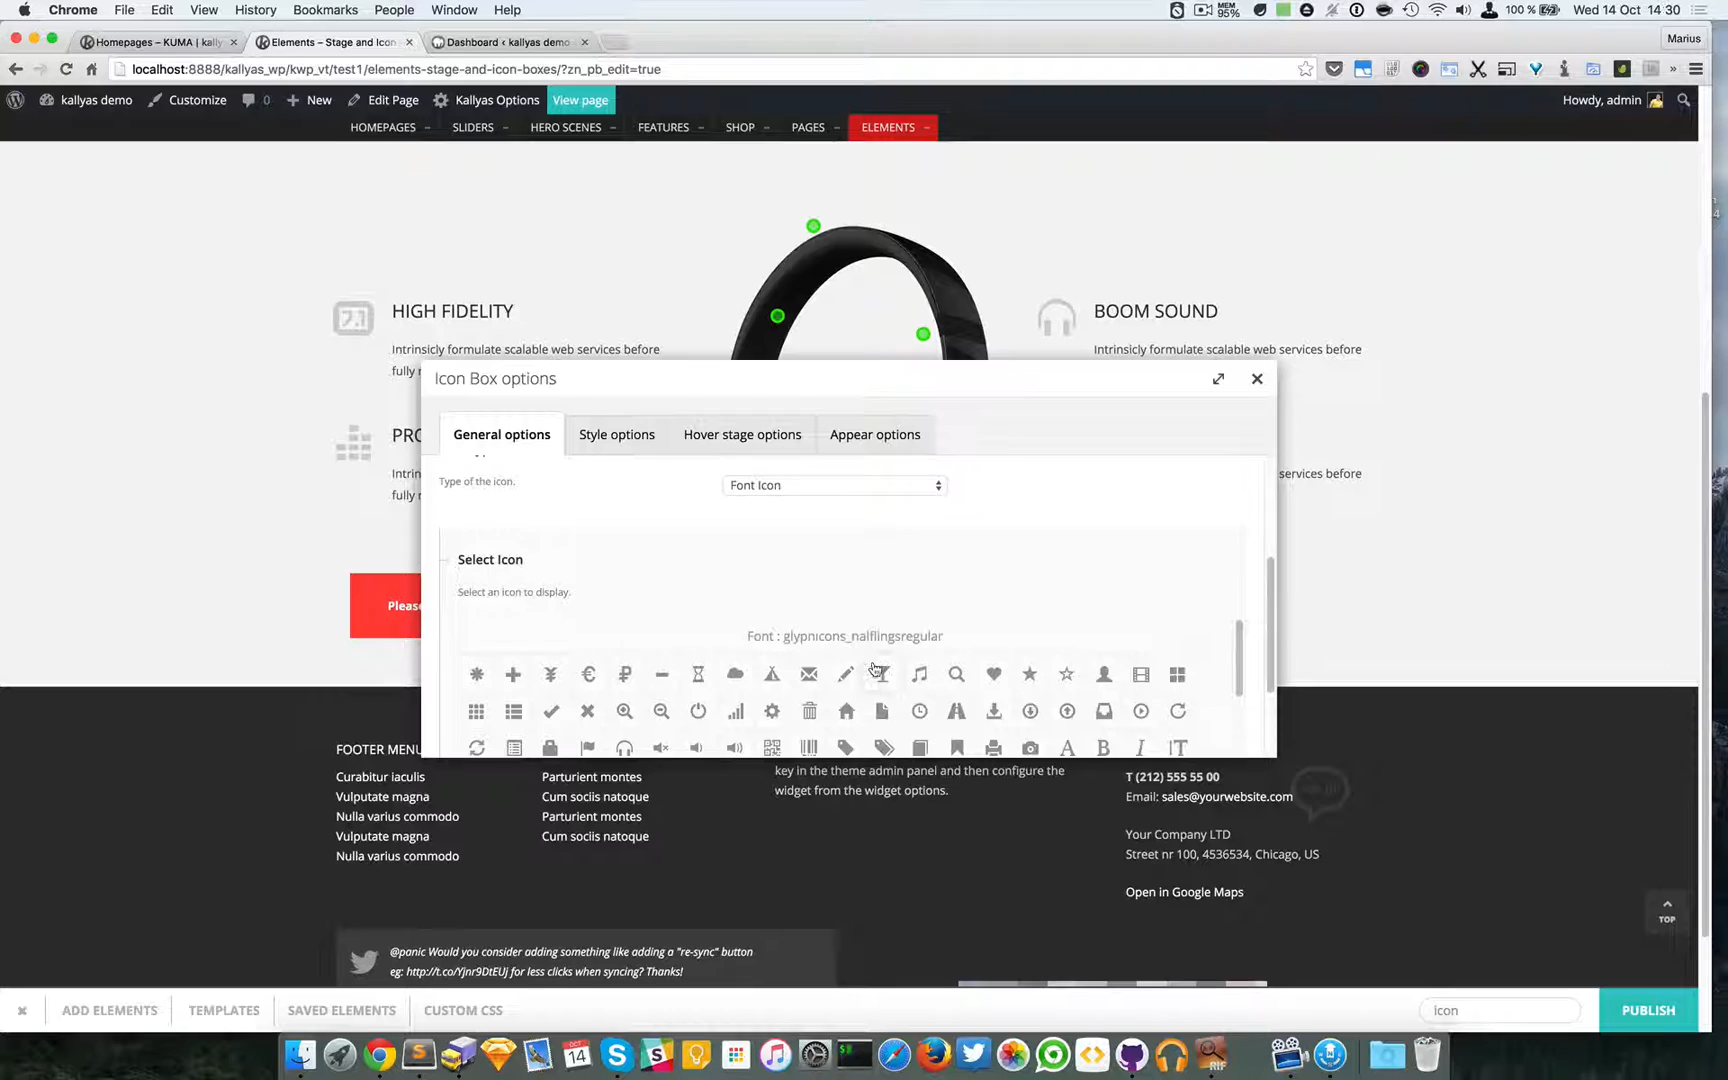 Chrome File Edit View History Bookmarks People Window Help MEM 95% 100 % Wed 14 Oct 14:30
Homepages – KUMA | kally Elements – Stage and Icon Dashboard ‹ kallyas demo Marius
localhost:8888/kallyas_wp/kwp_vt/test1/elements-stage-and-icon-boxes/?zn_pb_edit=true
kallyas demo Customize 0 New Edit Page Kallyas Options View page Howdy, admin
HOMEPAGES SLIDERS HERO SCENES FEATURES SHOP PAGES ELEMENTS
HIGH FIDELITY BOOM SOUND
Intrinsicly formulate scalable web services before Intrinsicly formulate scalable web services before
fully
Icon Box options
General options Style options Hover stage options Appear options
PRO
Intrin services before
Type of the icon. Font Icon
Select Icon
Select an icon to display.
Please
Font : glyphicons_halflingsregular
FOOTER MENU
key in the theme admin panel and then configure the
widget from the widget options.
Curabitur iaculis Parturient montes T (212) 555 55 00
Vulputate magna Cum sociis natoque Email: sales@yourwebsite.com
Nulla varius commodo Parturient montes
Vulputate magna Cum sociis natoque Your Company LTD
Nulla varius commodo Street nr 100, 4536534, Chicago, US
Open in Google Maps
TOP
@panic Would you consider adding something like adding a "re-sync" button
eg: http://t.co/Yjnr9DtEUj for less clicks when syncing? Thanks!
ADD ELEMENTS TEMPLATES SAVED ELEMENTS CUSTOM CSS Icon PUBLISH